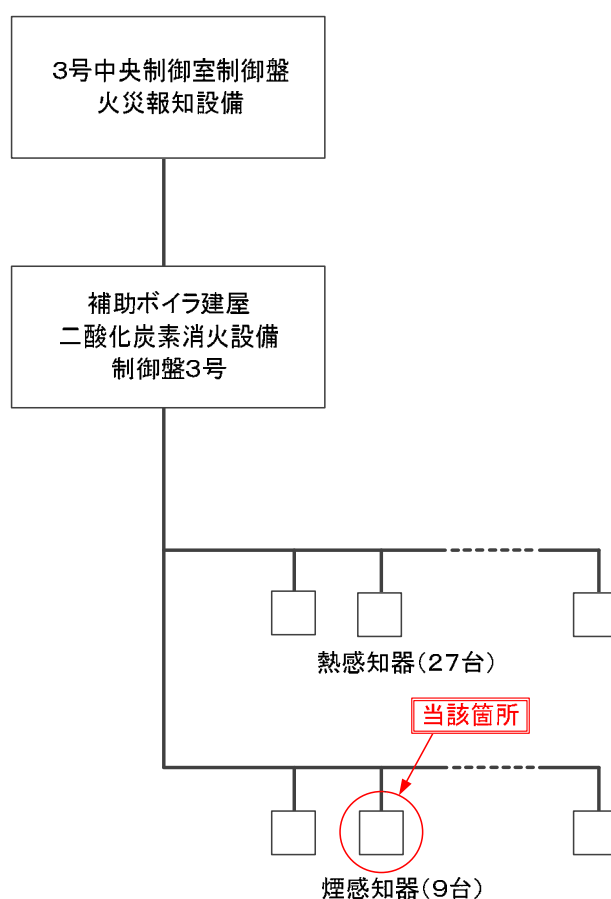 3号中央制御室制御盤
火災報知設備
補助ボイラ建屋
二酸化炭素消火設備
制御盤3号
熱感知器(27台)
当該箇所
煙感知器(9台)